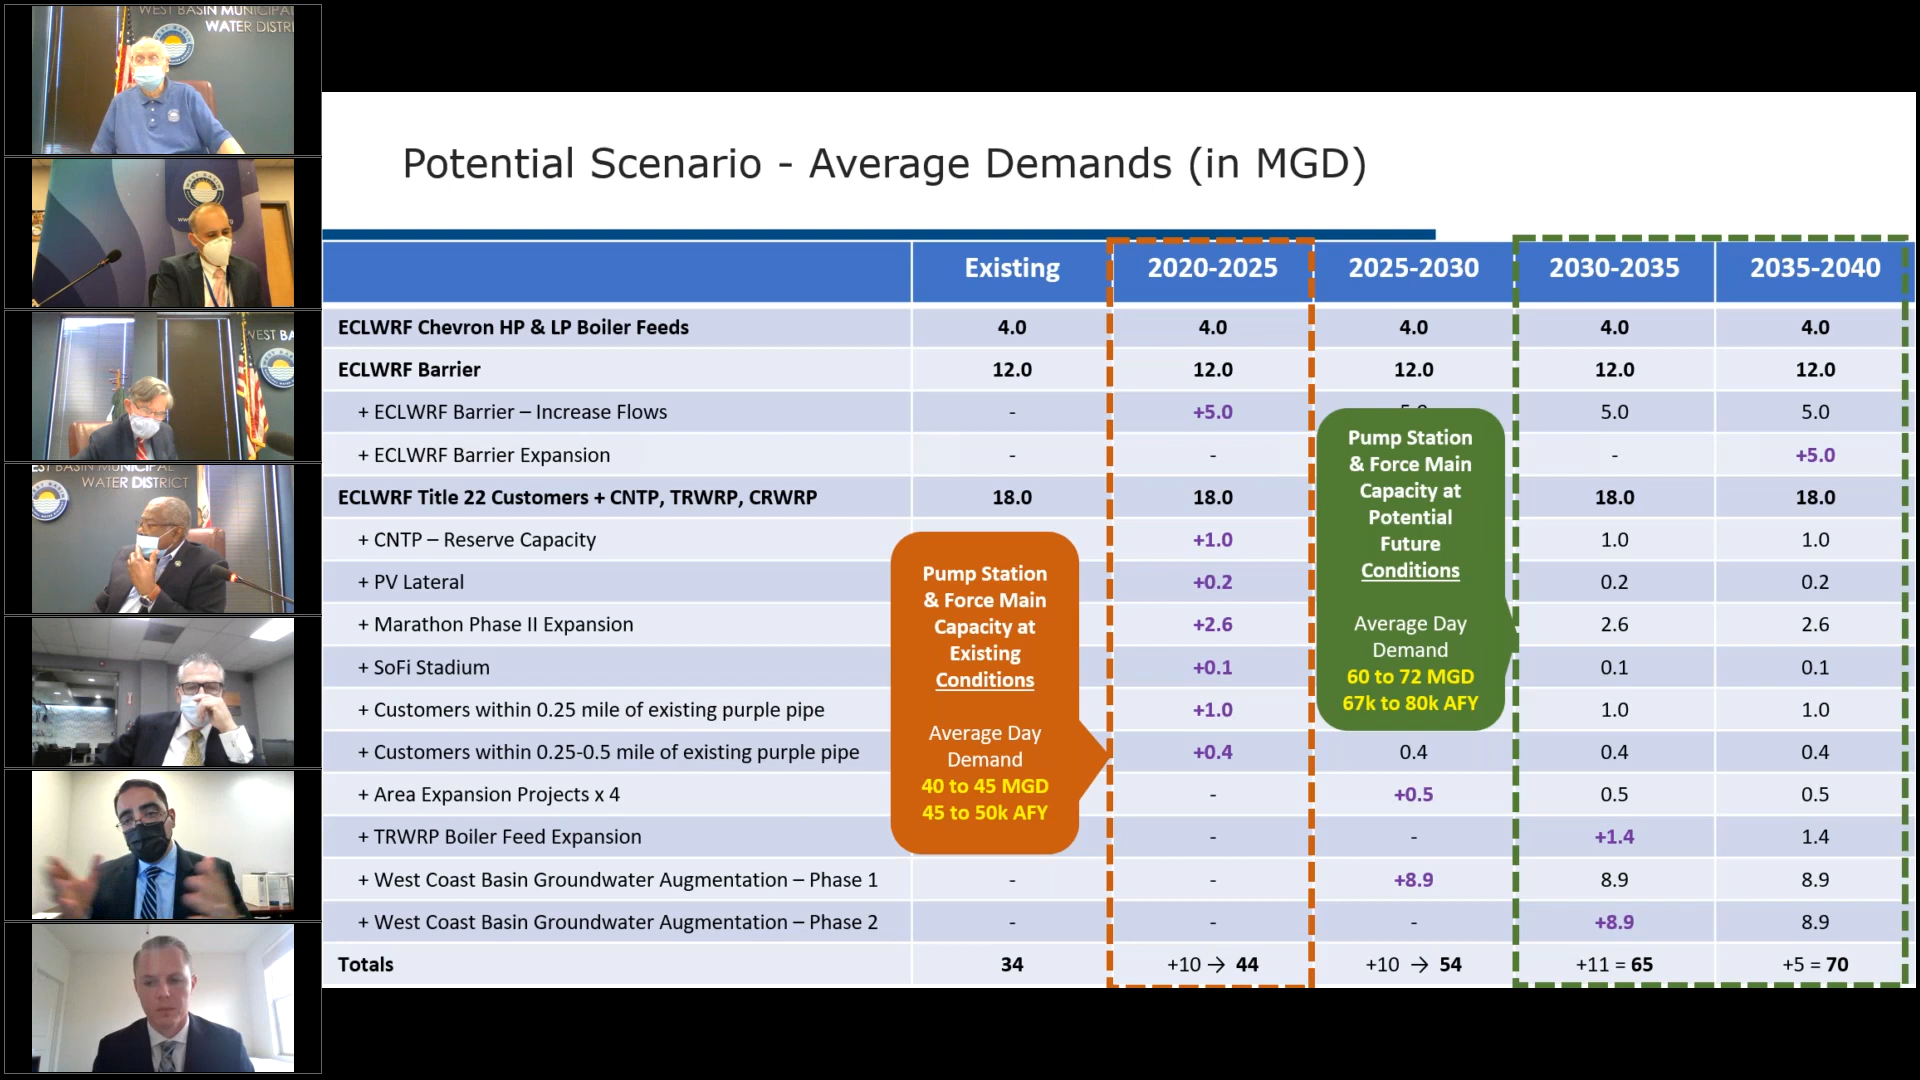 WEST BASIN MUNICIPAL
WATER DISTRI
WEST BASIN
WEST BA
EST BASIN MUNICIPAL
WATER DISTRICT
Potential Scenario - Average Demands (in MGD)
Existing 2020-2025 2025-2030 2030-2035 2035-2040
ECLWRF Chevron HP & LP Boiler Feeds 4.0 4.0 4.0 4.0 4.0
ECLWRF Barrier 12.0 12.0 12.0 12.0 12.0
+ ECLWRF Barrier – Increase Flows - +5.0 5.0 5.0 5.0
+ ECLWRF Barrier Expansion - - - +5.0
ECLWRF Title 22 Customers + CNTP, TRWRP, CRWRP 18.0 18.0 18.0 18.0
+ CNTP – Reserve Capacity +1.0 1.0 1.0
+ PV Lateral +0.2 0.2 0.2
+ Marathon Phase II Expansion +2.6 2.6 2.6
+ SoFi Stadium +0.1 0.1 0.1
+ Customers within 0.25 mile of existing purple pipe +1.0 1.0 1.0
+ Customers within 0.25-0.5 mile of existing purple pipe +0.4 0.4 0.4 0.4
+ Area Expansion Projects x 4 - +0.5 0.5 0.5
+ TRWRP Boiler Feed Expansion - - +1.4 1.4
+ West Coast Basin Groundwater Augmentation – Phase 1 - - +8.9 8.9 8.9
+ West Coast Basin Groundwater Augmentation – Phase 2 - - - +8.9 8.9
Totals 34 +10 → 44 +10 → 54 +11 = 65 +5 = 70
Pump Station
& Force Main
Capacity at
Existing
Conditions
Average Day
Demand
40 to 45 MGD
45 to 50k AFY
Pump Station
& Force Main
Capacity at
Potential
Future
Conditions
Average Day
Demand
60 to 72 MGD
67k to 80k AFY